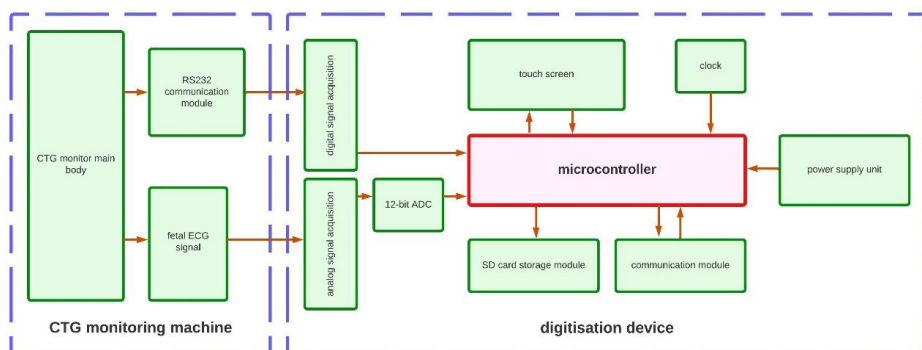 CTG monitor main
body
RS232
communication
module
fetal ECG
signal
CTG monitoring machine
digital signal acquisition
analog signal acquisition
12-bit ADC
touch screen
clock
microcontroller
power supply unit
SD card storage module
communication module
digitisation device